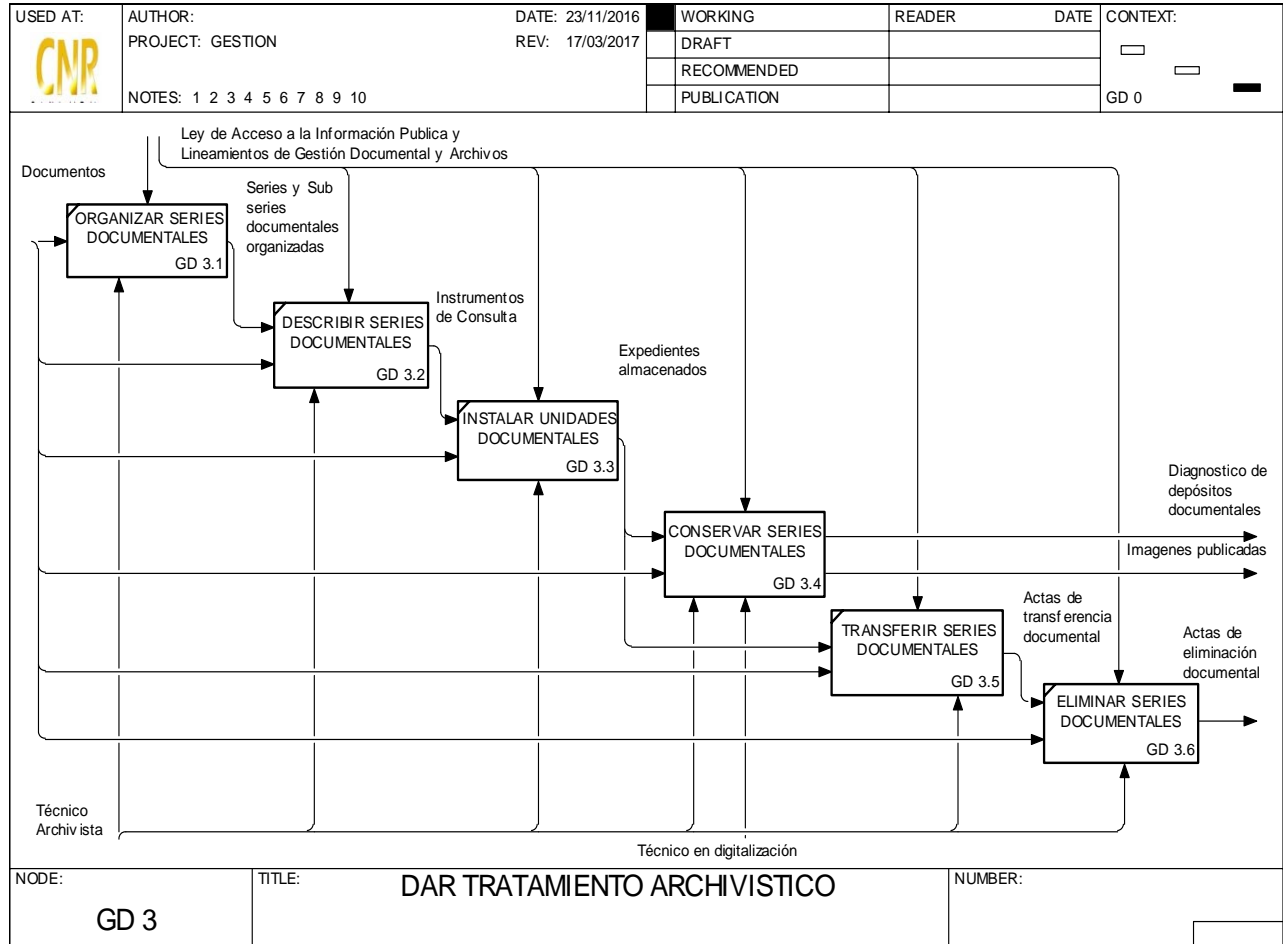 USED AT:
AUTHOR:
DATE: 23/11/2016
WORKING
READER
DATE
CONTEXT:
PROJECT: GESTION
REV: 17/03/2017
DRAFT
CNR
RECOMMENDED
NOTES: 1 2 3 4 5 6 7 8 9 10
PUBLICATION
GD 0
Ley de Acceso a la Información Publica y
Lineamientos de Gestión Documental y Archivos
Documentos
ORGANIZAR SERIES
DOCUMENTALES
GD 3.1
Series y Sub
series
documentales
organizadas
DESCRIBIR SERIES
DOCUMENTALES
GD 3.2
Instrumentos
de Consulta
INSTALAR UNIDADES
DOCUMENTALES
GD 3.3
Expedientes
almacenados
CONSERVAR SERIES
DOCUMENTALES
GD 3.4
Diagnostico de
depósitos
documentales
Imagenes publicadas
TRANSFERIR SERIES
DOCUMENTALES
GD 3.5
Actas de
transferencia
documental
ELIMINAR SERIES
DOCUMENTALES
GD 3.6
Actas de
eliminación
documental
Técnico
Archivista
Técnico en digitalización
NODE:
TITLE:
NUMBER:
GD 3
DAR TRATAMIENTO ARCHIVISTICO